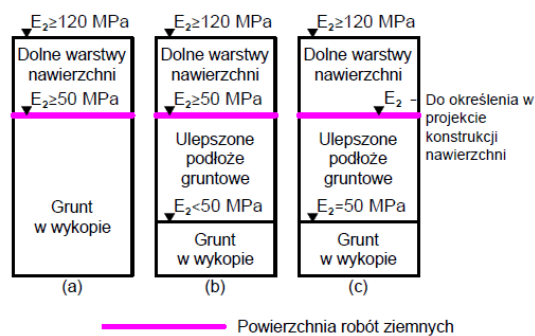 E₂≥120 MPa
Dolne warstwy
nawierzchni
E₂≥50 MPa
Grunt
w wykopie
(a)
E₂≥120 MPa
Dolne warstwy
nawierzchni
E₂≥50 MPa
Ulepszone
podłoże
gruntowe
E₂<50 MPa
Grunt
w wykopie
(b)
E₂≥120 MPa
Dolne warstwy
nawierzchni
E₂ - Do określenia w
projekcie
konstrukcji
nawierzchni
Ulepszone
podłoże
gruntowe
E₂=50 MPa
Grunt
w wykopie
(c)
Powierzchnia robót ziemnych